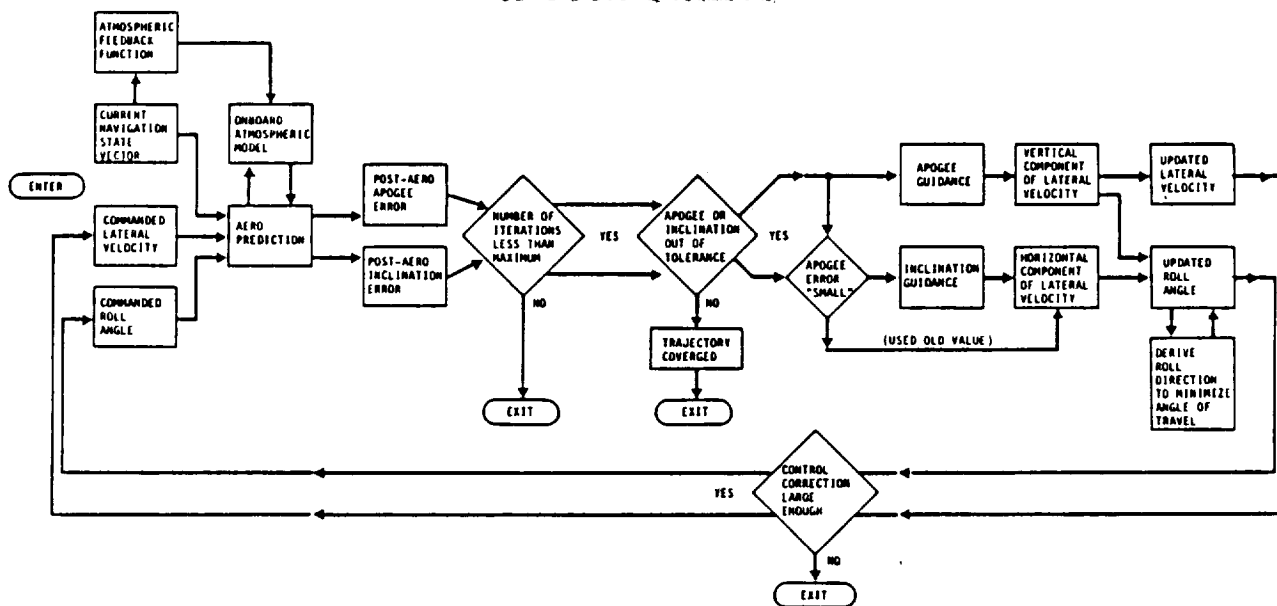 ATMOSPHERIC
FEEDBACK
FUNCTION
CURRENT
NAVIGATION
STATE
VECTOR
ONBOARD
ATMOSPHERIC
MODEL
ENTER
COMMANDED
LATERAL
VELOCITY
COMMANDED
ROLL
ANGLE
AERO
PREDICTION
POST-AERO
APOGEE
ERROR
POST-AERO
INCLINATION
ERROR
NUMBER OF
ITERATIONS
LESS THAN
MAXIMUM
YES
NO
EXIT
APOGEE OR
INCLINATION
OUT OF
TOLERANCE
YES
NO
TRAJECTORY
COVERGED
EXIT
APOGEE
ERROR
"SMALL"
APOGEE
GUIDANCE
INCLINATION
GUIDANCE
VERTICAL
COMPONENT
OF LATERAL
VELOCITY
HORIZONTAL
COMPONENT
OF LATERAL
VELOCITY
(USED OLD VALUE)
UPDATED
LATERAL
VELOCITY
UPDATED
ROLL
ANGLE
DERIVE
ROLL
DIRECTION
TO MINIMIZE
ANGLE OF
TRAVEL
CONTROL
CORRECTION
LARGE
ENOUGH
YES
NO
EXIT